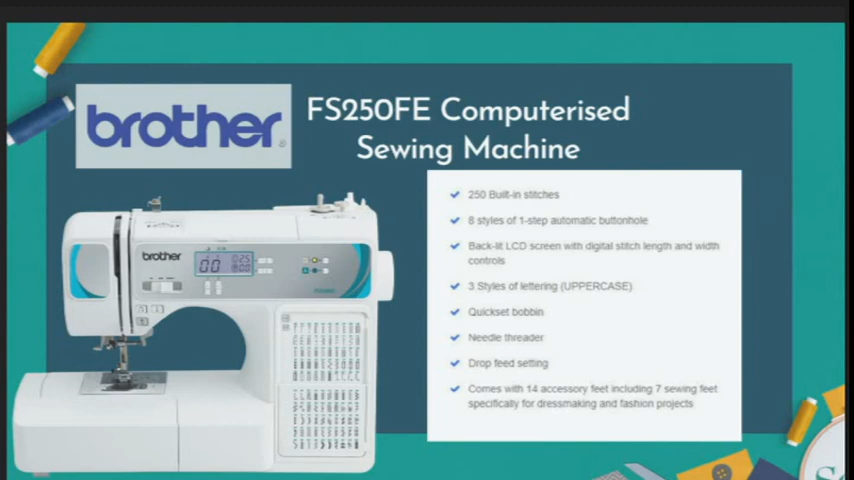 brother
FS250FE Computerised
Sewing Machine
250 Built-in stitches
8 styles of 1-step automatic buttonhole
Back-lit LCD screen with digital stitch length and width
controls
3 Styles of lettering (UPPERCASE)
Quickset bobbin
Needle threader
Drop feed setting
Comes with 14 accessory feet including 7 sewing feet
specifically for dressmaking and fashion projects
brother